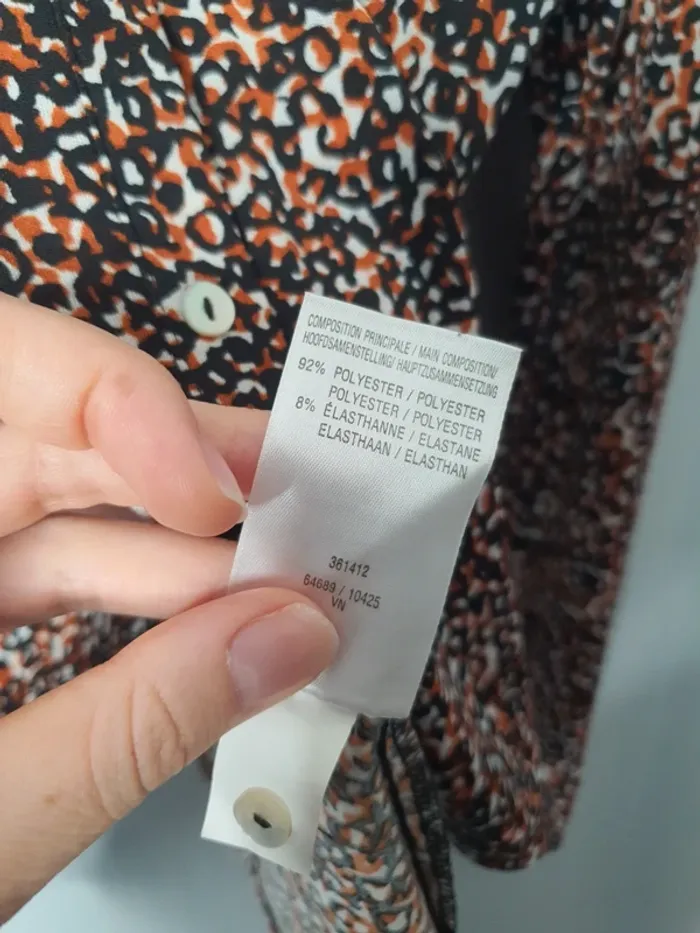 COMPOSITION PRINCIPALE / MAIN COMPOSITION/
HOOFDSAMENSTELLING/ HAUPTZUSAMMENSETZUNG
92% POLYESTER / POLYESTER
POLYESTER / POLYESTER
8% ÉLASTHANNE / ELASTANE
ELASTHAAN / ELASTHAN
361412
64689 / 10425
VN